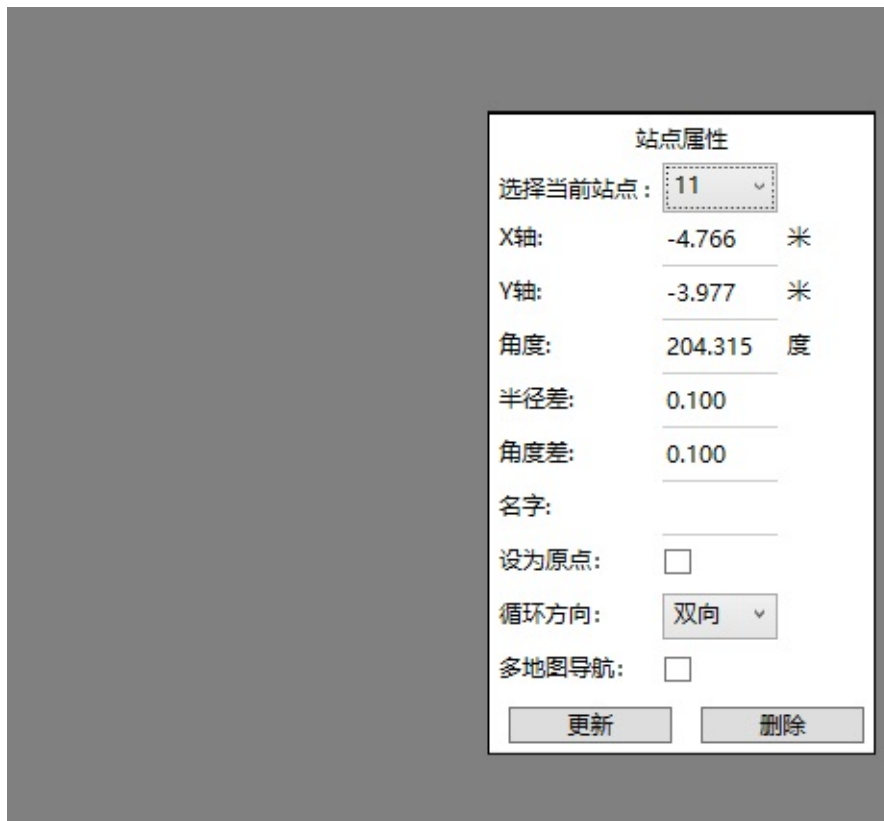 站点属性
选择当前站点： 11
X轴: -4.766 米
Y轴: -3.977 米
角度: 204.315 度
半径差: 0.100
角度差: 0.100
名字:
设为原点：
循环方向： 双向
多地图导航：
更新 删除